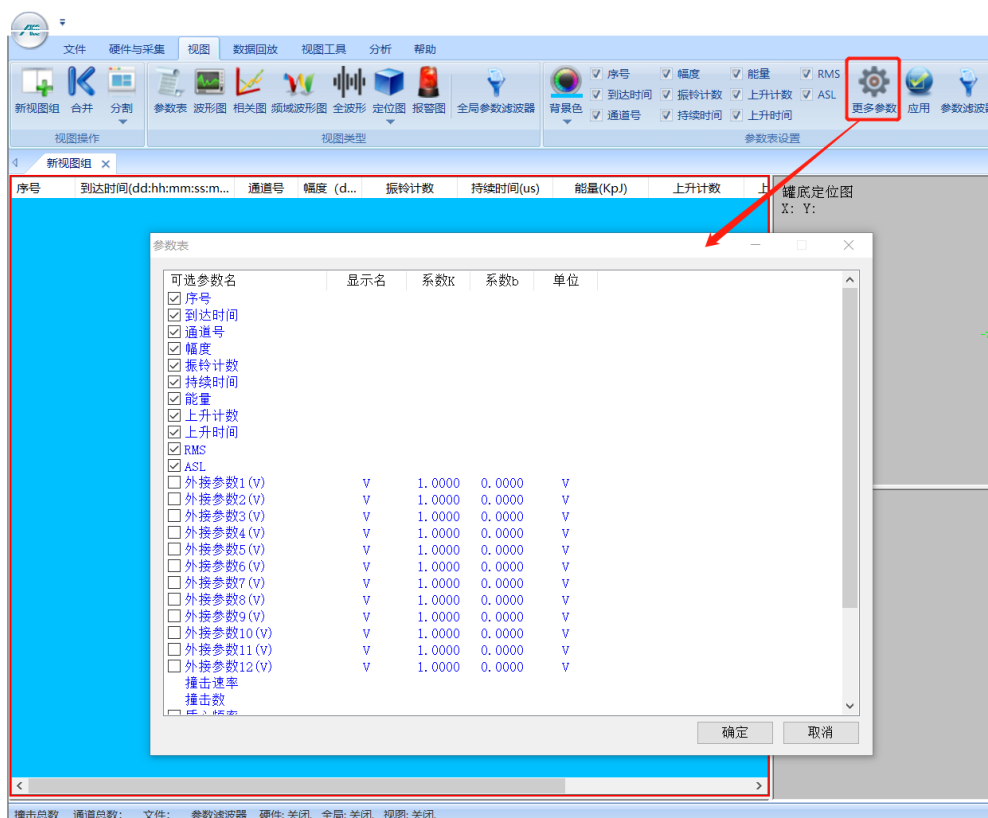 文件 硬件与采集 视图 数据回放 视图工具 分析 帮助
序号 幅度 能量 RMS
到达时间 振铃计数 上升计数 ASL
新视图组 合并 分割 参数表 波形图 相关图 频域波形图 全波形 定位图 报警图 全局参数滤波器 背景色 更多参数 应用
通道号 持续时间 上升时间
视图操作 视图类型 参数表设置
新视图组
序号 到达时间(dd:hh:mm:ss:m... 通道号 幅度 (d... 振铃计数 持续时间(us) 能量(KpJ) 上升计数 上
罐底定位图
X: Y:
参数表
可选参数名 显示名 系数K 系数b 单位
序号
到达时间
通道号
幅度
振铃计数
持续时间
能量
上升计数
上升时间
RMS
ASL
外接参数1(V) V 1.0000 0.0000 V
外接参数2(V) V 1.0000 0.0000 V
外接参数3(V) V 1.0000 0.0000 V
外接参数4(V) V 1.0000 0.0000 V
外接参数5(V) V 1.0000 0.0000 V
外接参数6(V) V 1.0000 0.0000 V
外接参数7(V) V 1.0000 0.0000 V
外接参数8(V) V 1.0000 0.0000 V
外接参数9(V) V 1.0000 0.0000 V
外接参数10(V) V 1.0000 0.0000 V
外接参数11(V) V 1.0000 0.0000 V
外接参数12(V) V 1.0000 0.0000 V
撞击速率
撞击数
确定 取消
撞击总数 通道总数: 文件: 参数滤波器 硬件:关闭 全局:关闭 视图:关闭